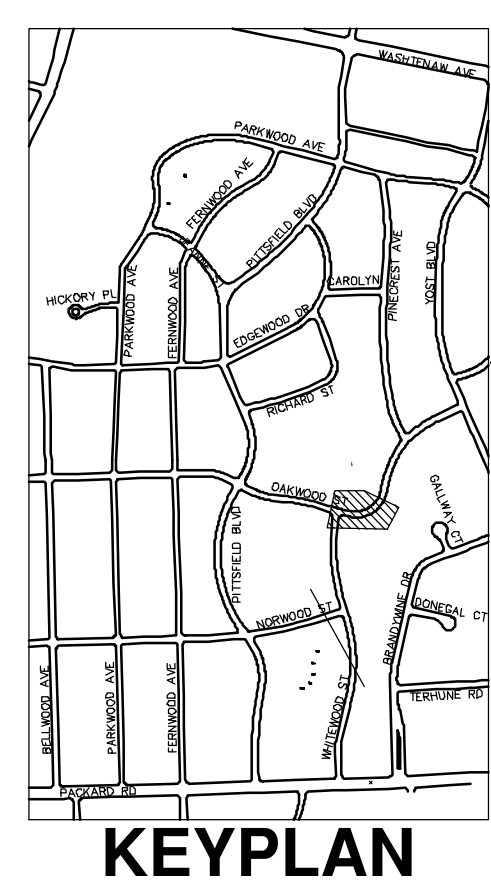 WASHTENAW AVE
PARKWOOD AVE
FERNWOOD AVE
PITTSFIELD BLVD
PINECREST AVE
YOST BLVD
CAROLYN
HICKORY PL
PARKWOOD AVE
FERNWOOD AVE
EDGEWOOD DR
RICHARD ST
OAKWOOD ST
GALLWAY CT
PITTSFIELD BLVD
BRANDYWINE DR
DONEGAL CT
NORWOOD ST
BELLWOOD AVE
PARKWOOD AVE
FERNWOOD AVE
WHITEWOOD ST
TERHUNE RD
PACKARD RD
KEYPLAN